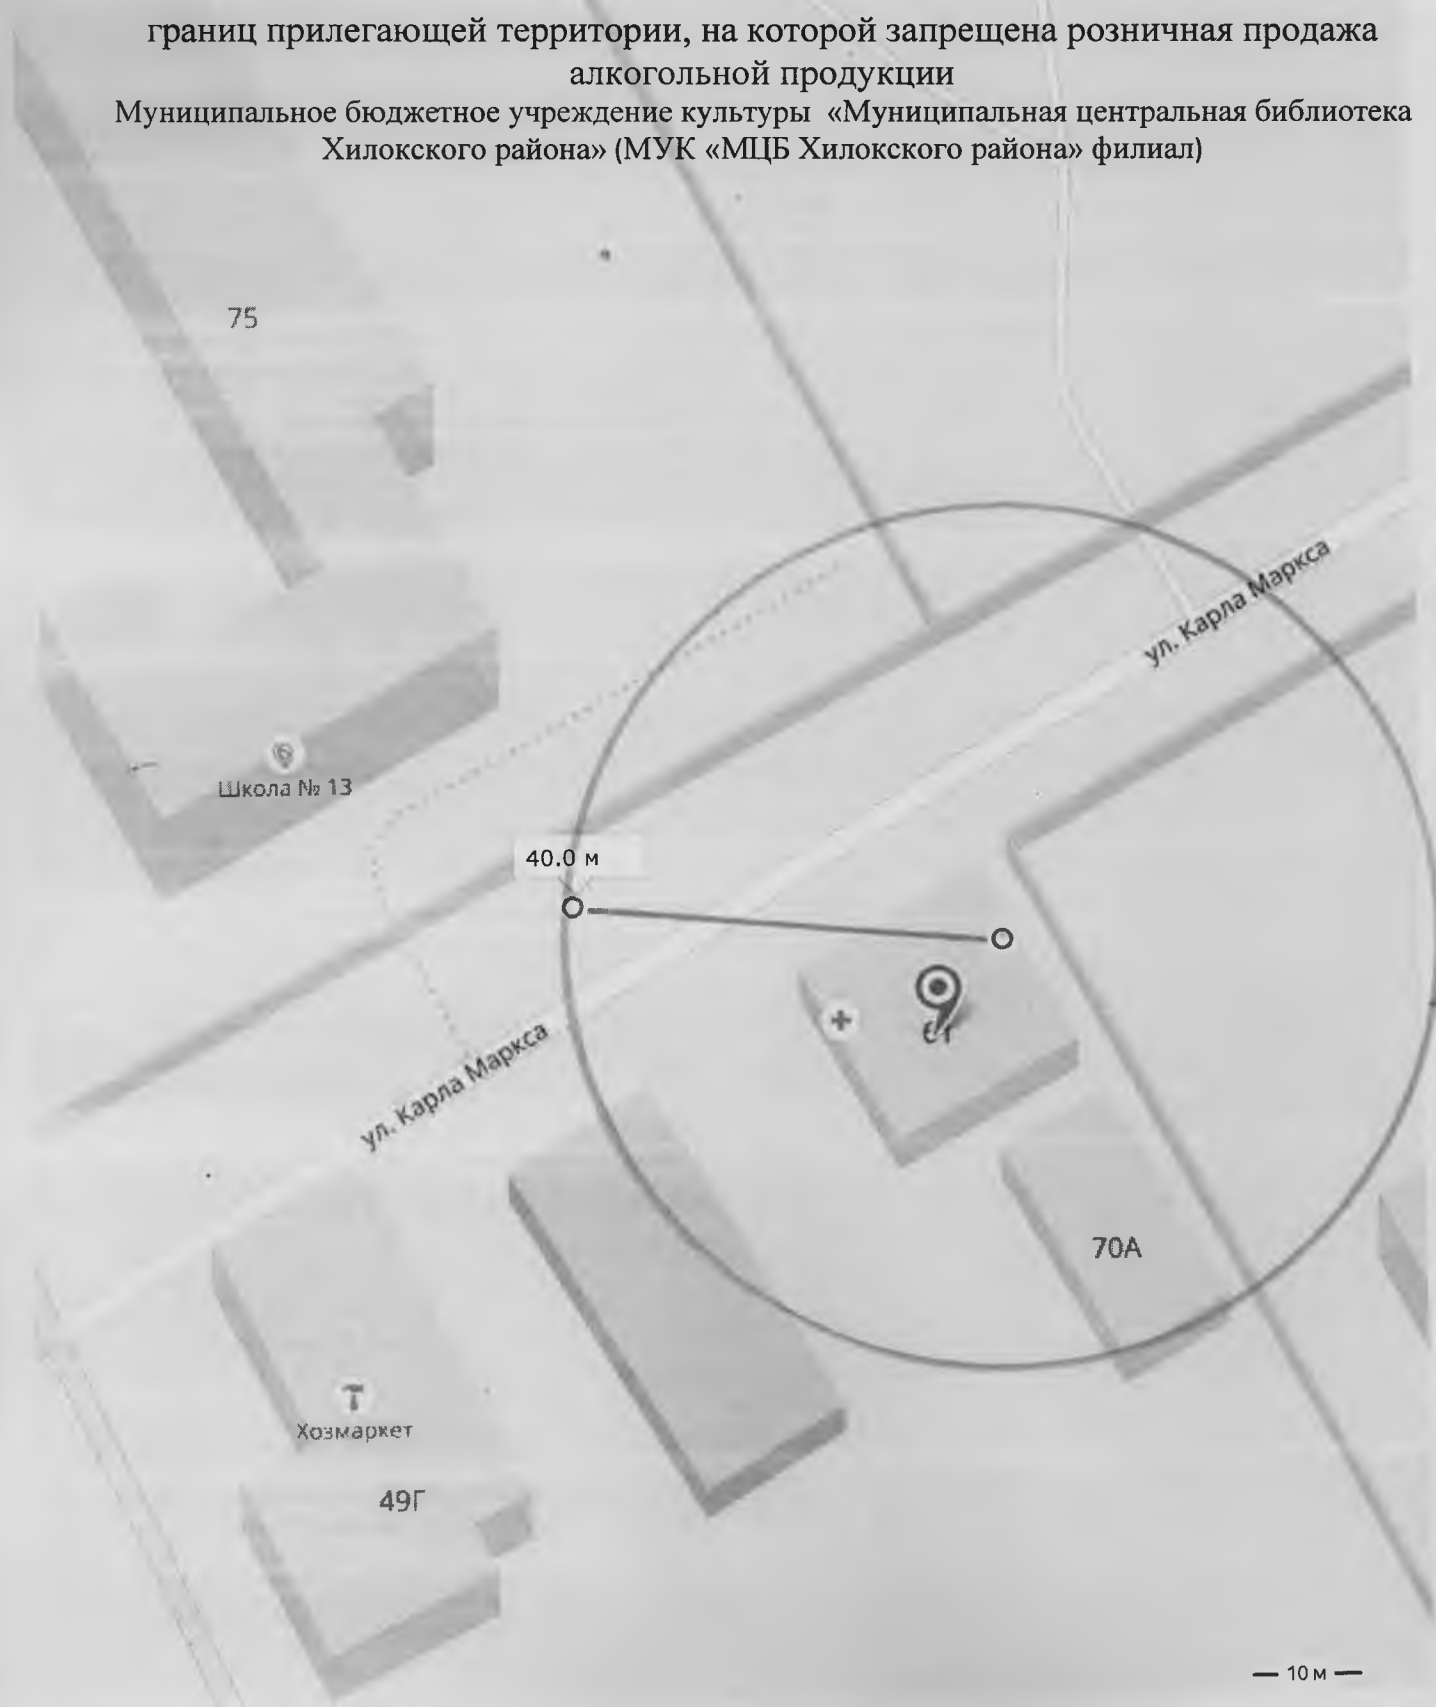 границ прилегающей территории, на которой запрещена розничная продажа
алкогольной продукции
Муниципальное бюджетное учреждение культуры «Муниципальная центральная библиотека
Хилокского района» (МУК «МЦБ Хилокского района» филиал)
75
ул. Карла Маркса
Школа № 13
40.0 м
ул. Карла Маркса
70А
Хозмаркет
49Г
10 м